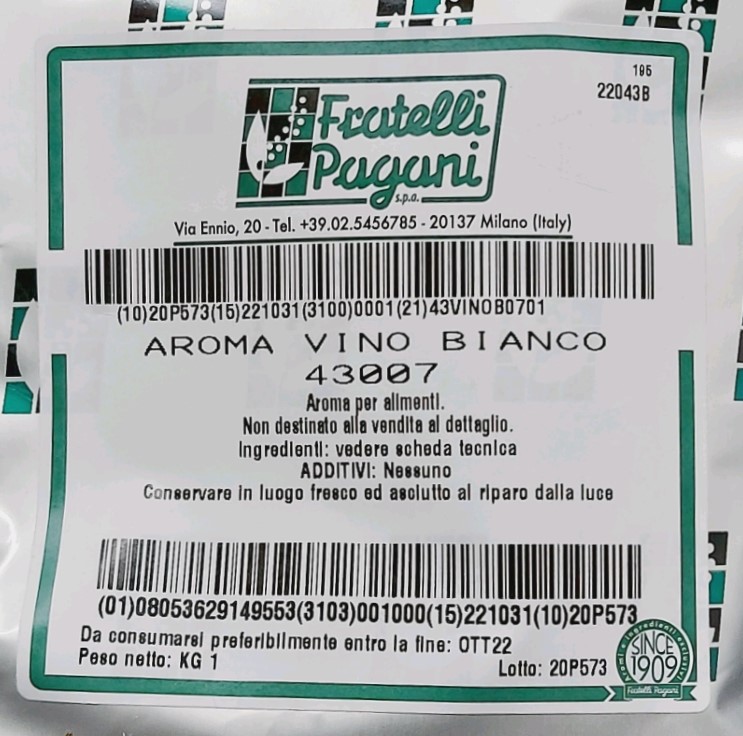 195
22043B
Fratelli
Pagani
s.p.a.
Via Ennio, 20 - Tel. +39.02.5456785 - 20137 Milano (Italy)
(10)20P573(15)221031(3100)0001(21)43VINOB0701
AROMA VINO BIANCO
43007
Aroma per alimenti.
Non destinato alla vendita al dettaglio.
Ingredienti: vedere scheda tecnica
ADDITIVI: Nessuno
Conservare in luogo fresco ed asciutto al riparo dalla luce
(01)08053629149553(3103)001000(15)221031(10)20P573
Da consumarsi preferibilmente entro la fine: OTT22
Peso netto: KG 1
Lotto: 20P573
SINCE
1909
Fratelli Pagani